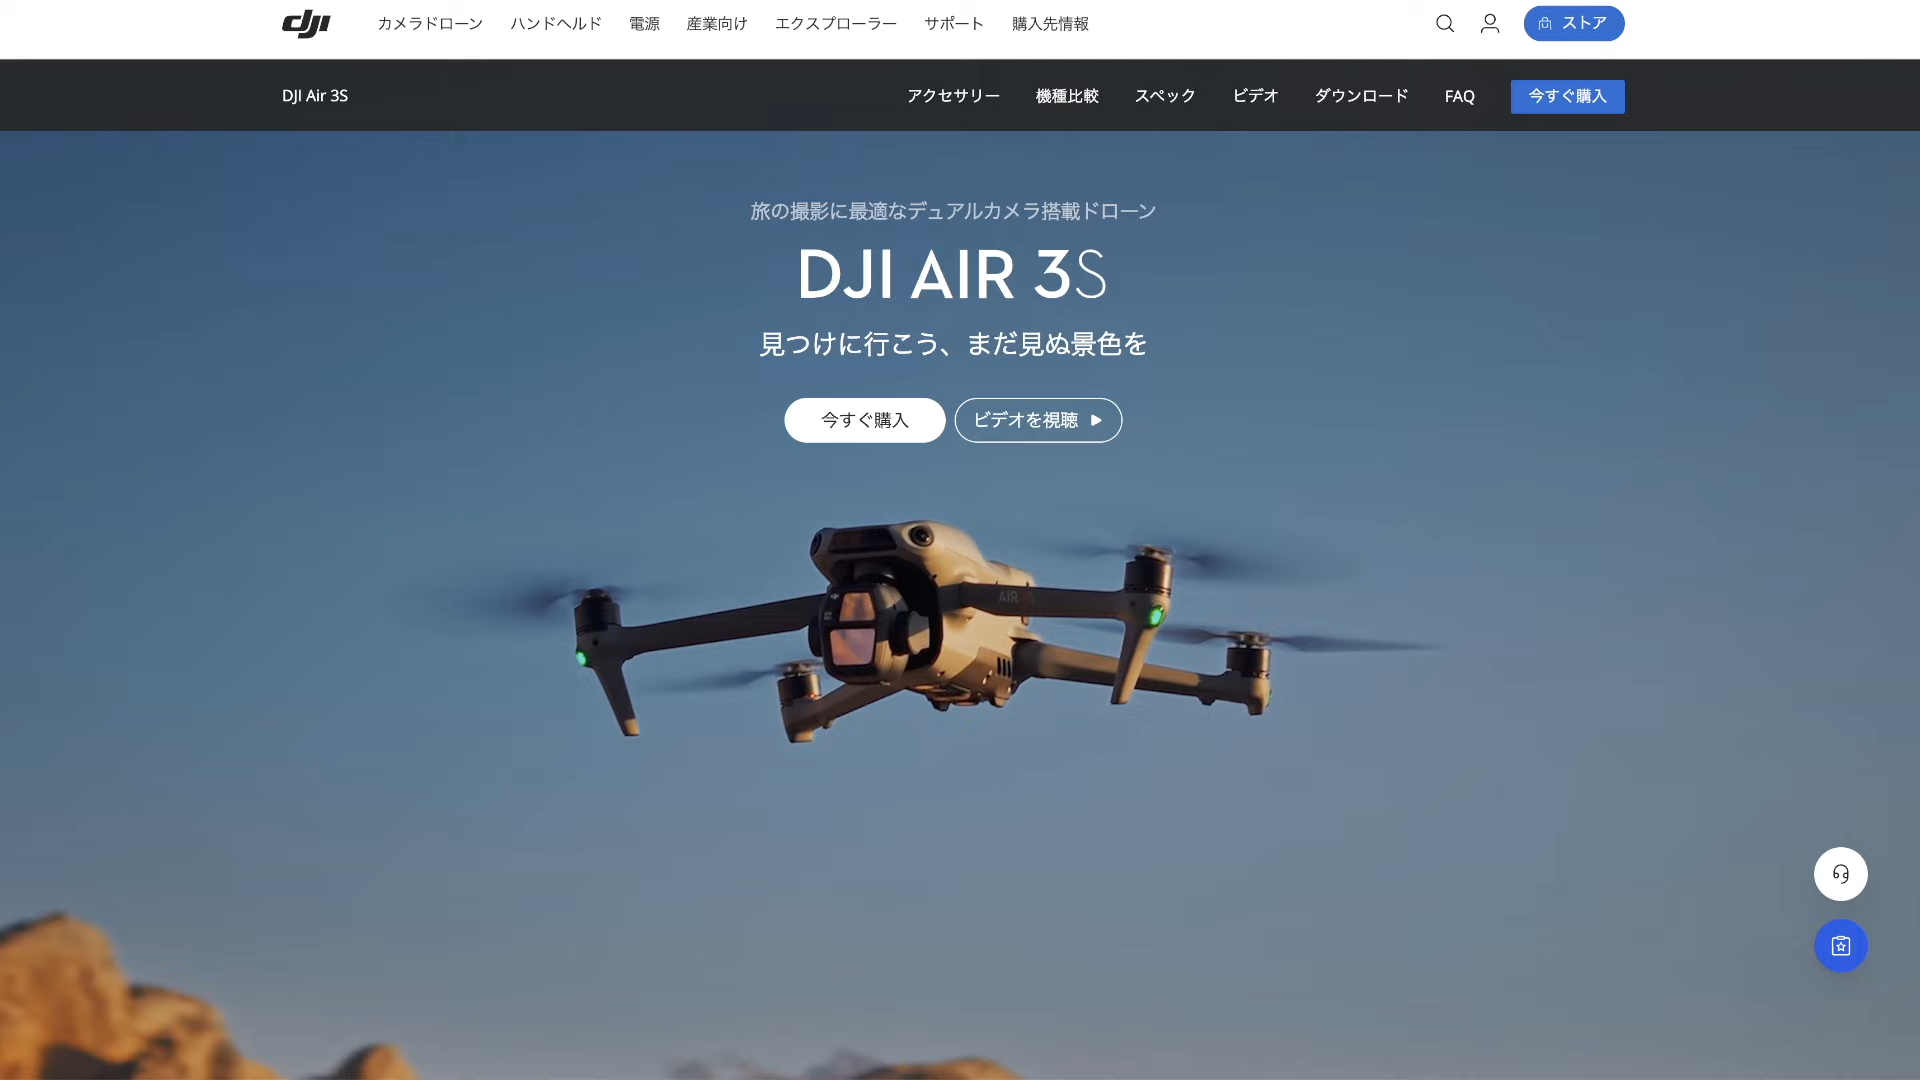 dji カメラドローン ハンドヘルド 電源 産業向け エクスプローラー サポート 購入先情報 ストア
DJI Air 3S アクセサリー 機種比較 スペック ビデオ ダウンロード FAQ 今すぐ購入
旅の撮影に最適なデュアルカメラ搭載ドローン
DJI AIR 3S
見つけに行こう、まだ見ぬ景色を
今すぐ購入 ビデオを視聴
AIR 3S